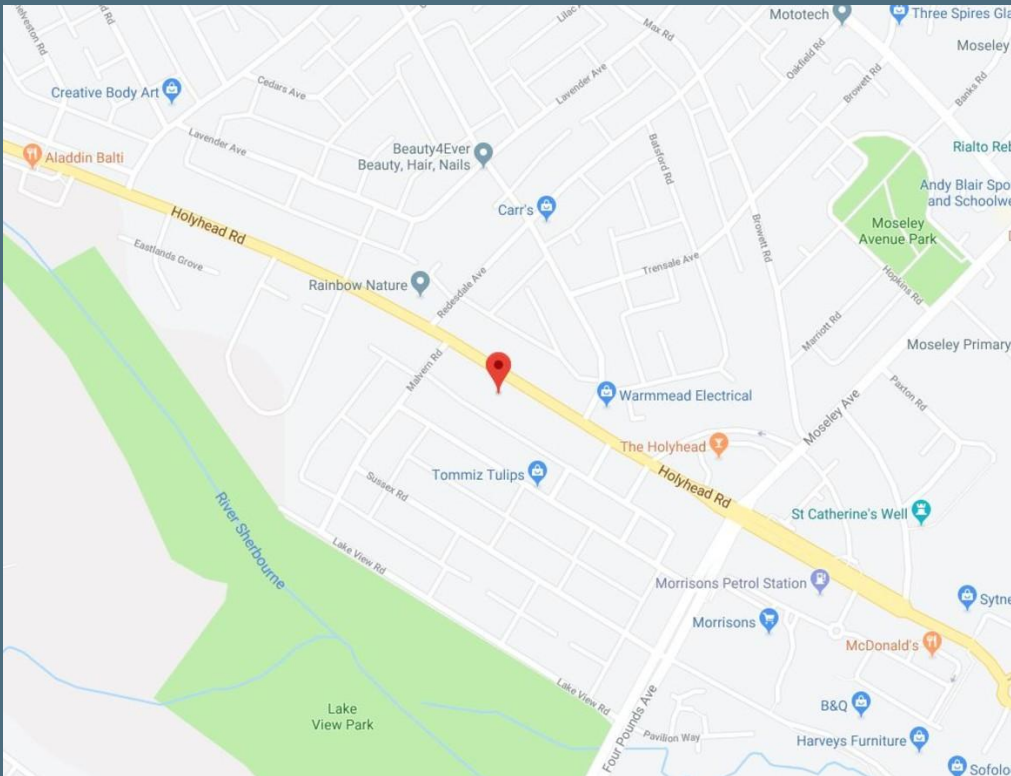 Mototech
Three Spires Gla
Moseley
Max Rd
Oakfield Rd
Browett Rd
Banks Rd
Creative Body Art
Cedars Ave
Lavender Ave
Lavender Ave
Batsford Rd
Aladdin Balti
Beauty4Ever
Beauty, Hair, Nails
Rialto Reb
Andy Blair Spo
and Schoolwe
Carr's
Moseley
Avenue Park
Holyhead Rd
Eastlands Grove
Browett Rd
Trensale Ave
Hopkins Rd
Rainbow Nature
Redesdale Ave
Marriott Rd
Moseley Primary
Malvern Rd
Warmmead Electrical
Paxton Rd
Moseley Ave
The Holyhead
Tommiz Tulips
Holyhead Rd
Sussex Rd
St Catherine's Well
River Sherbourne
Lake View Rd
Morrisons Petrol Station
Sytne
Morrisons
McDonald's
Lake View Rd
Lake
View Park
B&Q
Four Pounds Ave
Pavilion Way
Harveys Furniture
Sofolo